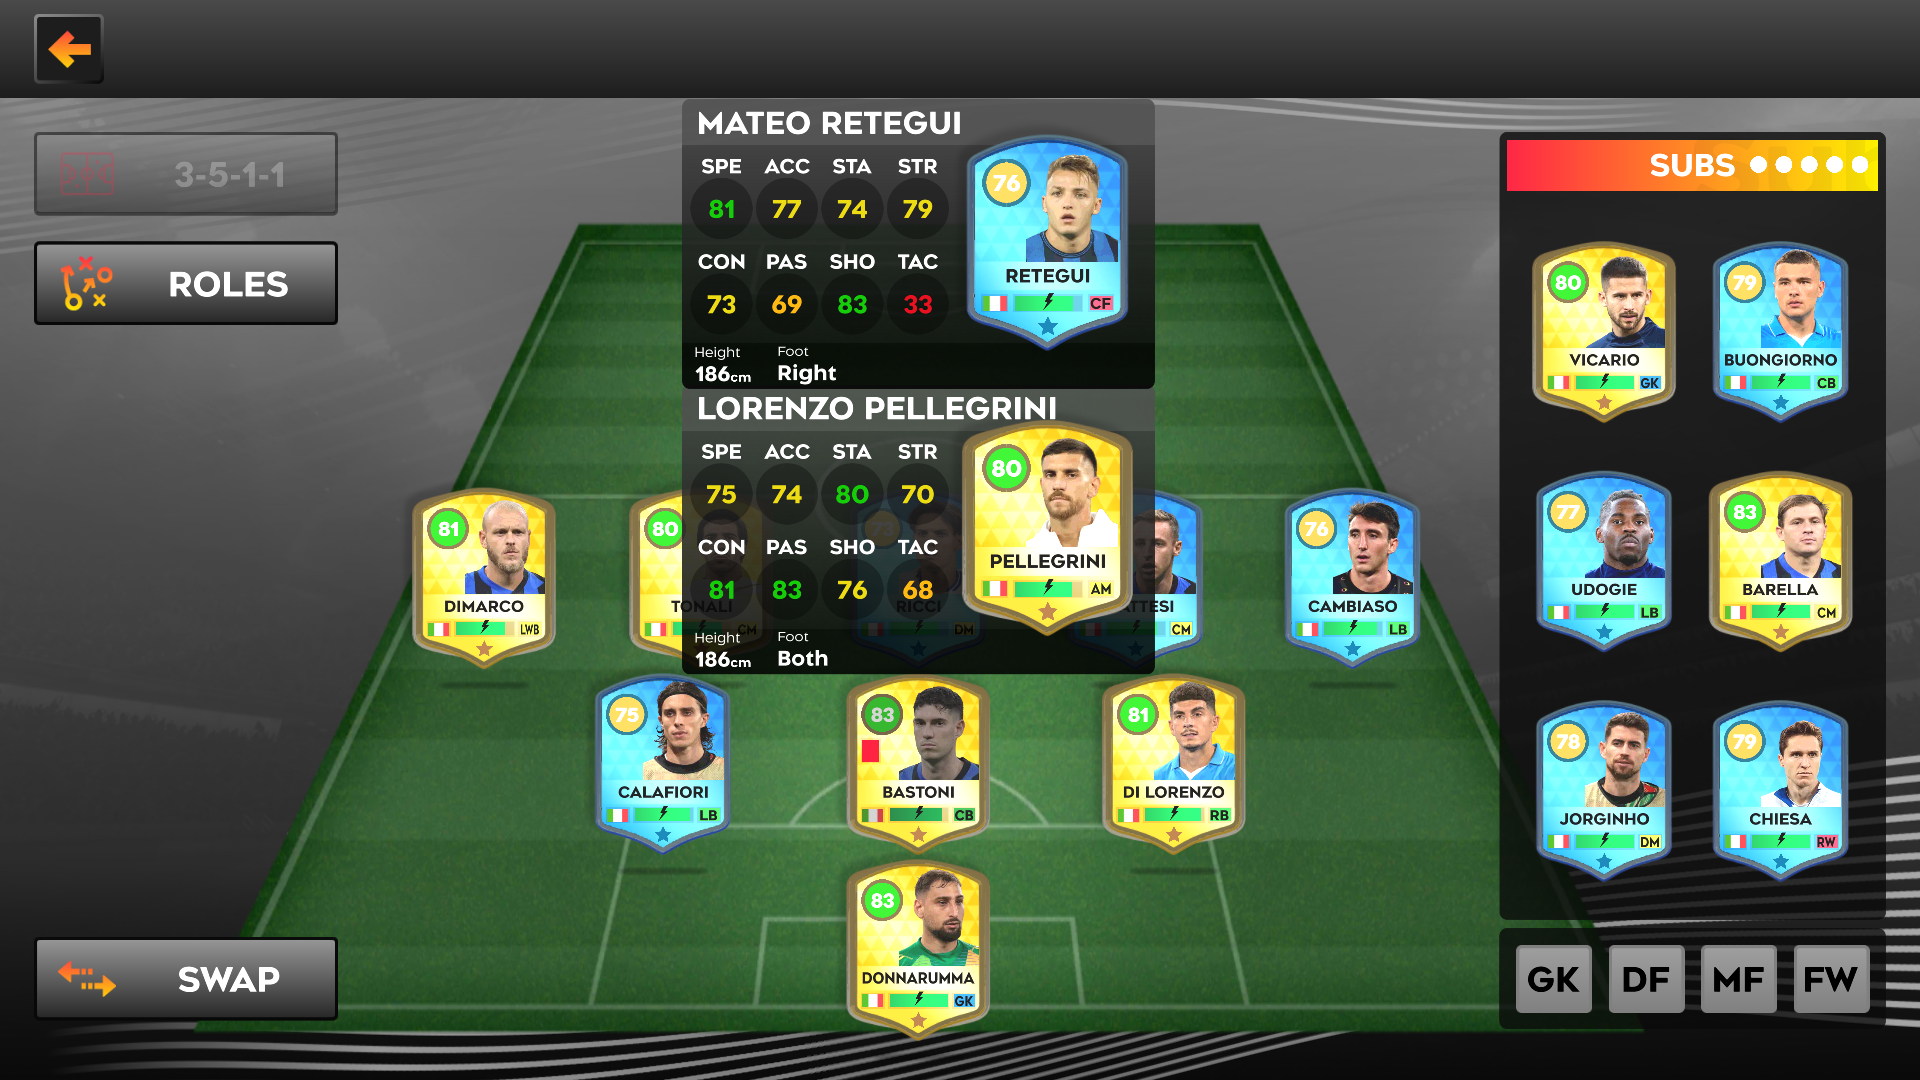 3-5-1-1
ROLES
SWAP
MATEO RETEGUI
SPE ACC STA STR
81 77 74 79
CON PAS SHO TAC
73 69 83 33
Height Foot
186cm Right
76
RETEGUI
CF
LORENZO PELLEGRINI
SPE ACC STA STR
75 74 80 70
CON PAS SHO TAC
81 83 76 68
Height Foot
186cm Both
80
PELLEGRINI
AM
81
DIMARCO
LWB
80
TONALI
CM
RICCI
DM
TTESI
CM
76
CAMBIASO
LB
75
CALAFIORI
LB
83
BASTONI
CB
81
DI LORENZO
RB
83
DONNARUMMA
GK
SUBS
80
VICARIO
GK
79
BUONGIORNO
CB
77
UDOGIE
LB
83
BARELLA
CM
78
JORGINHO
DM
79
CHIESA
RW
GK DF MF FW